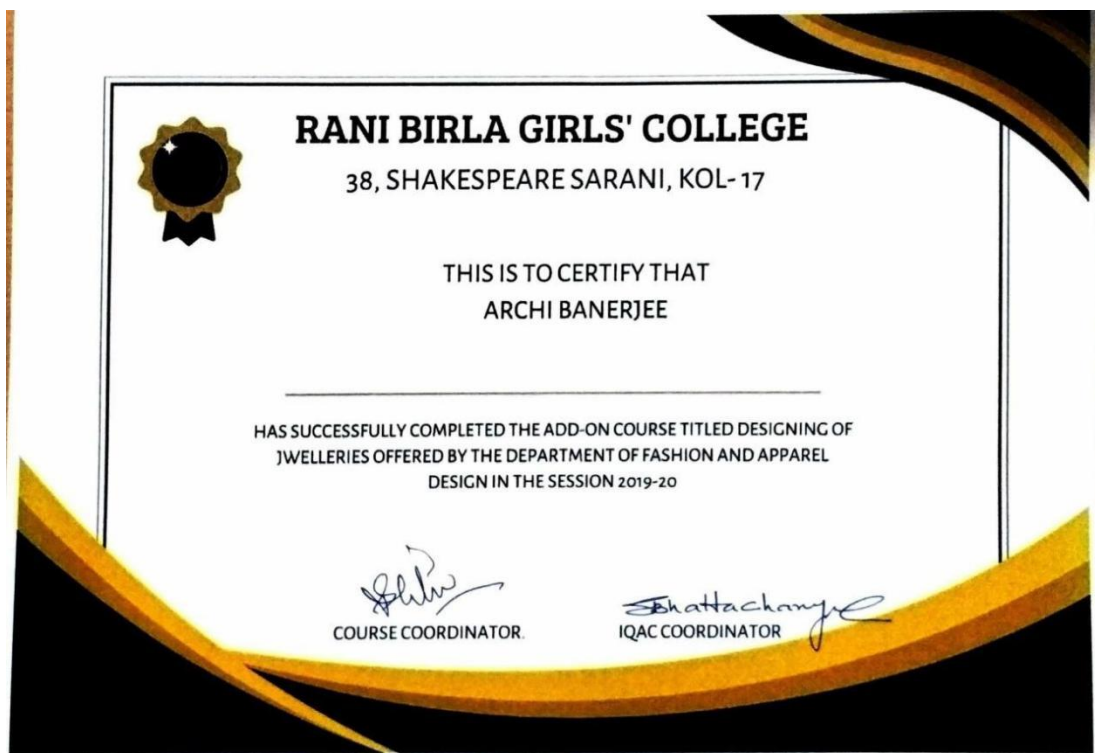 RANI BIRLA GIRLS' COLLEGE
38, SHAKESPEARE SARANI, KOL- 17
THIS IS TO CERTIFY THAT
ARCHI BANERJEE
HAS SUCCESSFULLY COMPLETED THE ADD-ON COURSE TITLED DESIGNING OF
JWELLERIES OFFERED BY THE DEPARTMENT OF FASHION AND APPAREL
DESIGN IN THE SESSION 2019-20
COURSE COORDINATOR.
IQAC COORDINATOR